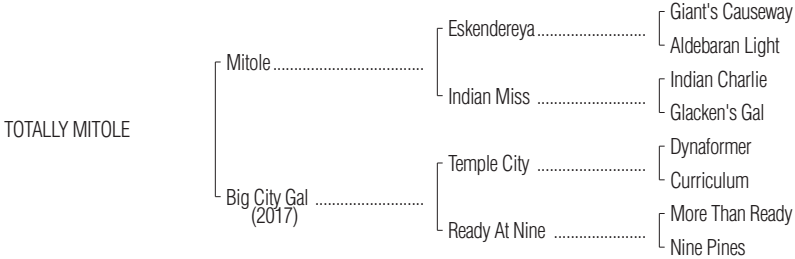 Giant's Causeway
Eskendereya
Aldebaran Light
Mitole
Indian Charlie
Indian Miss
Glacken's Gal
TOTALLY MITOLE
Dynaformer
Temple City
Curriculum
Big City Gal
(2017)
More Than Ready
Ready At Nine
Nine Pines